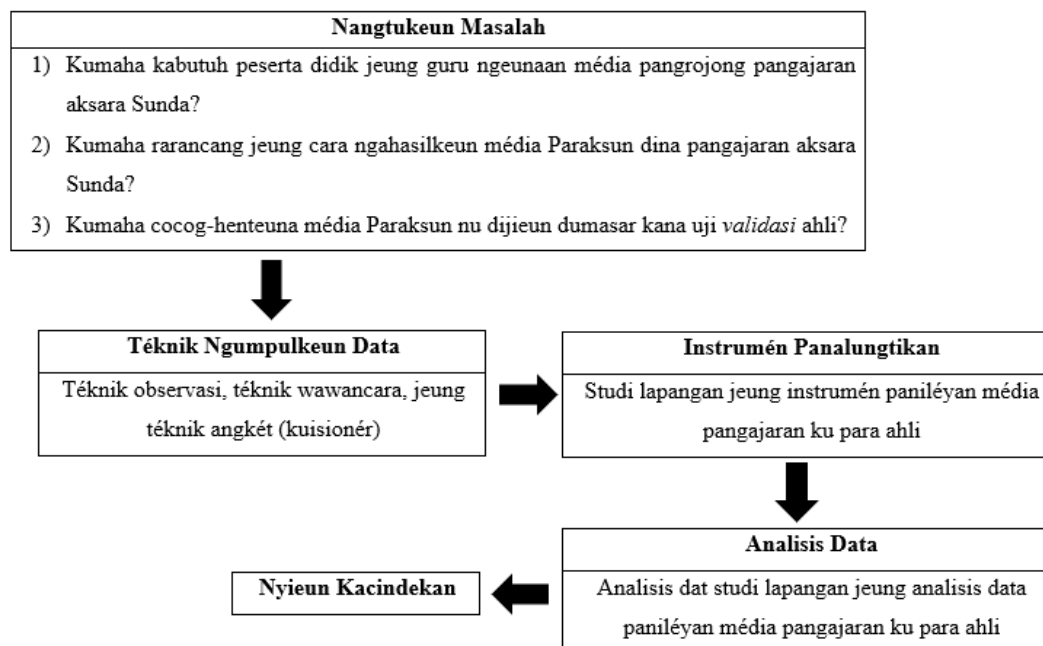 Nangtukeun Masalah
1) Kumaha kabutuh peserta didik jeung guru ngeunaan média pangrojong pangajaran
aksara Sunda?
2) Kumaha rarancang jeung cara ngahasilkeun média Paraksun dina pangajaran aksara
Sunda?
3) Kumaha cocog-henteuna média Paraksun nu dijieun dumasar kana uji validasi ahli?
Téknik Ngumpulkeun Data
Téknik observasi, téknik wawancara, jeung
téknik angkét (kuisionér)
Instrumén Panalungtikan
Studi lapangan jeung instrumén paniléyan média
pangajaran ku para ahli
Analisis Data
Analisis dat studi lapangan jeung analisis data
paniléyan média pangajaran ku para ahli
Nyieun Kacindekan